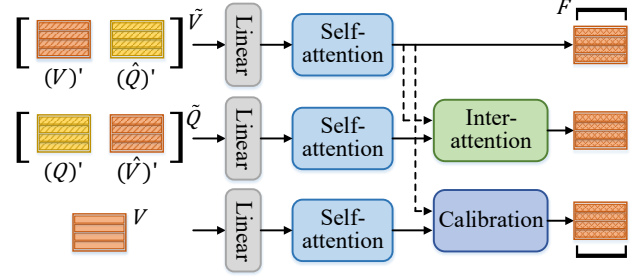 Ṽ
F
Linear
Self-
attention
(V)'
(Q̂)'
Q̃
Linear
Self-
attention
Inter-
attention
(Q)'
(V̂)'
V
Linear
Self-
attention
Calibration